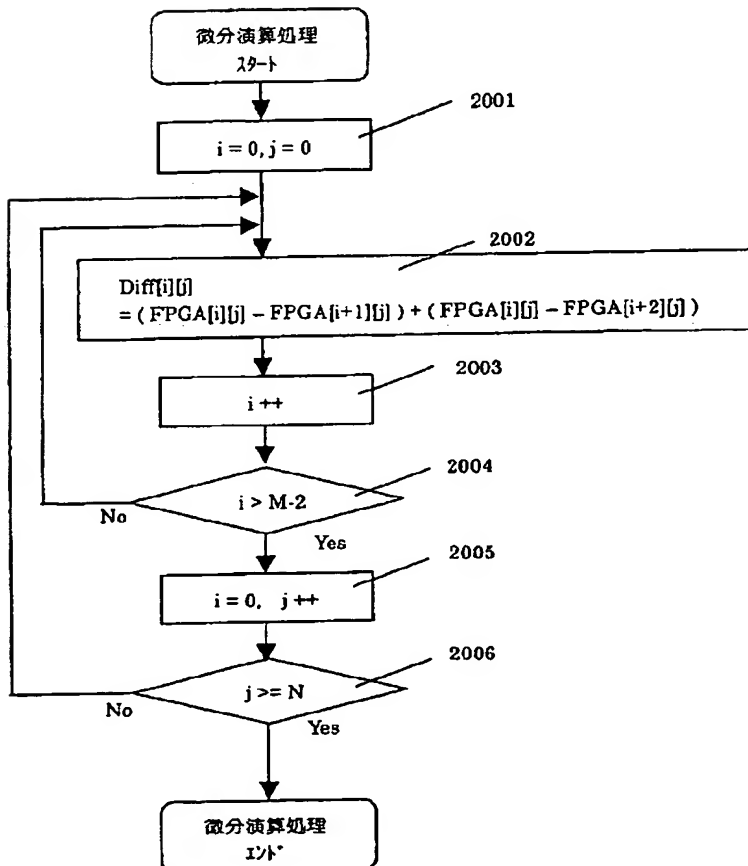 微分演算処理
スタート
2001
i = 0, j = 0
2002
Diff[i][j]
= ( FPGA[i][j] − FPGA[i+1][j] ) + ( FPGA[i][j] − FPGA[i+2][j] )
2003
i ++
2004
i > M-2
No
Yes
2005
i = 0, j ++
2006
j >= N
No
Yes
微分演算処理
エンド